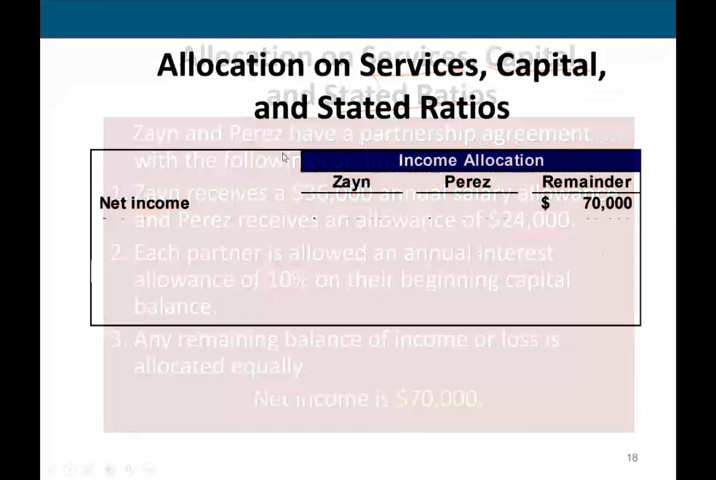 Allocation on Services, Capital,
and Stated Ratios
Zayn and Perez have a partnership agreement
with the following
Income Allocation
Zayn Perez Remainder
1. Zayn receives a $36,000 annual salary allowance
Net income $ 70,000
and Perez receives an allowance of $24,000.
2. Each partner is allowed an annual interest
allowance of 10% on their beginning capital
balance.
3. Any remaining balance of income or loss is
allocated equally
Net income is $70,000.
18